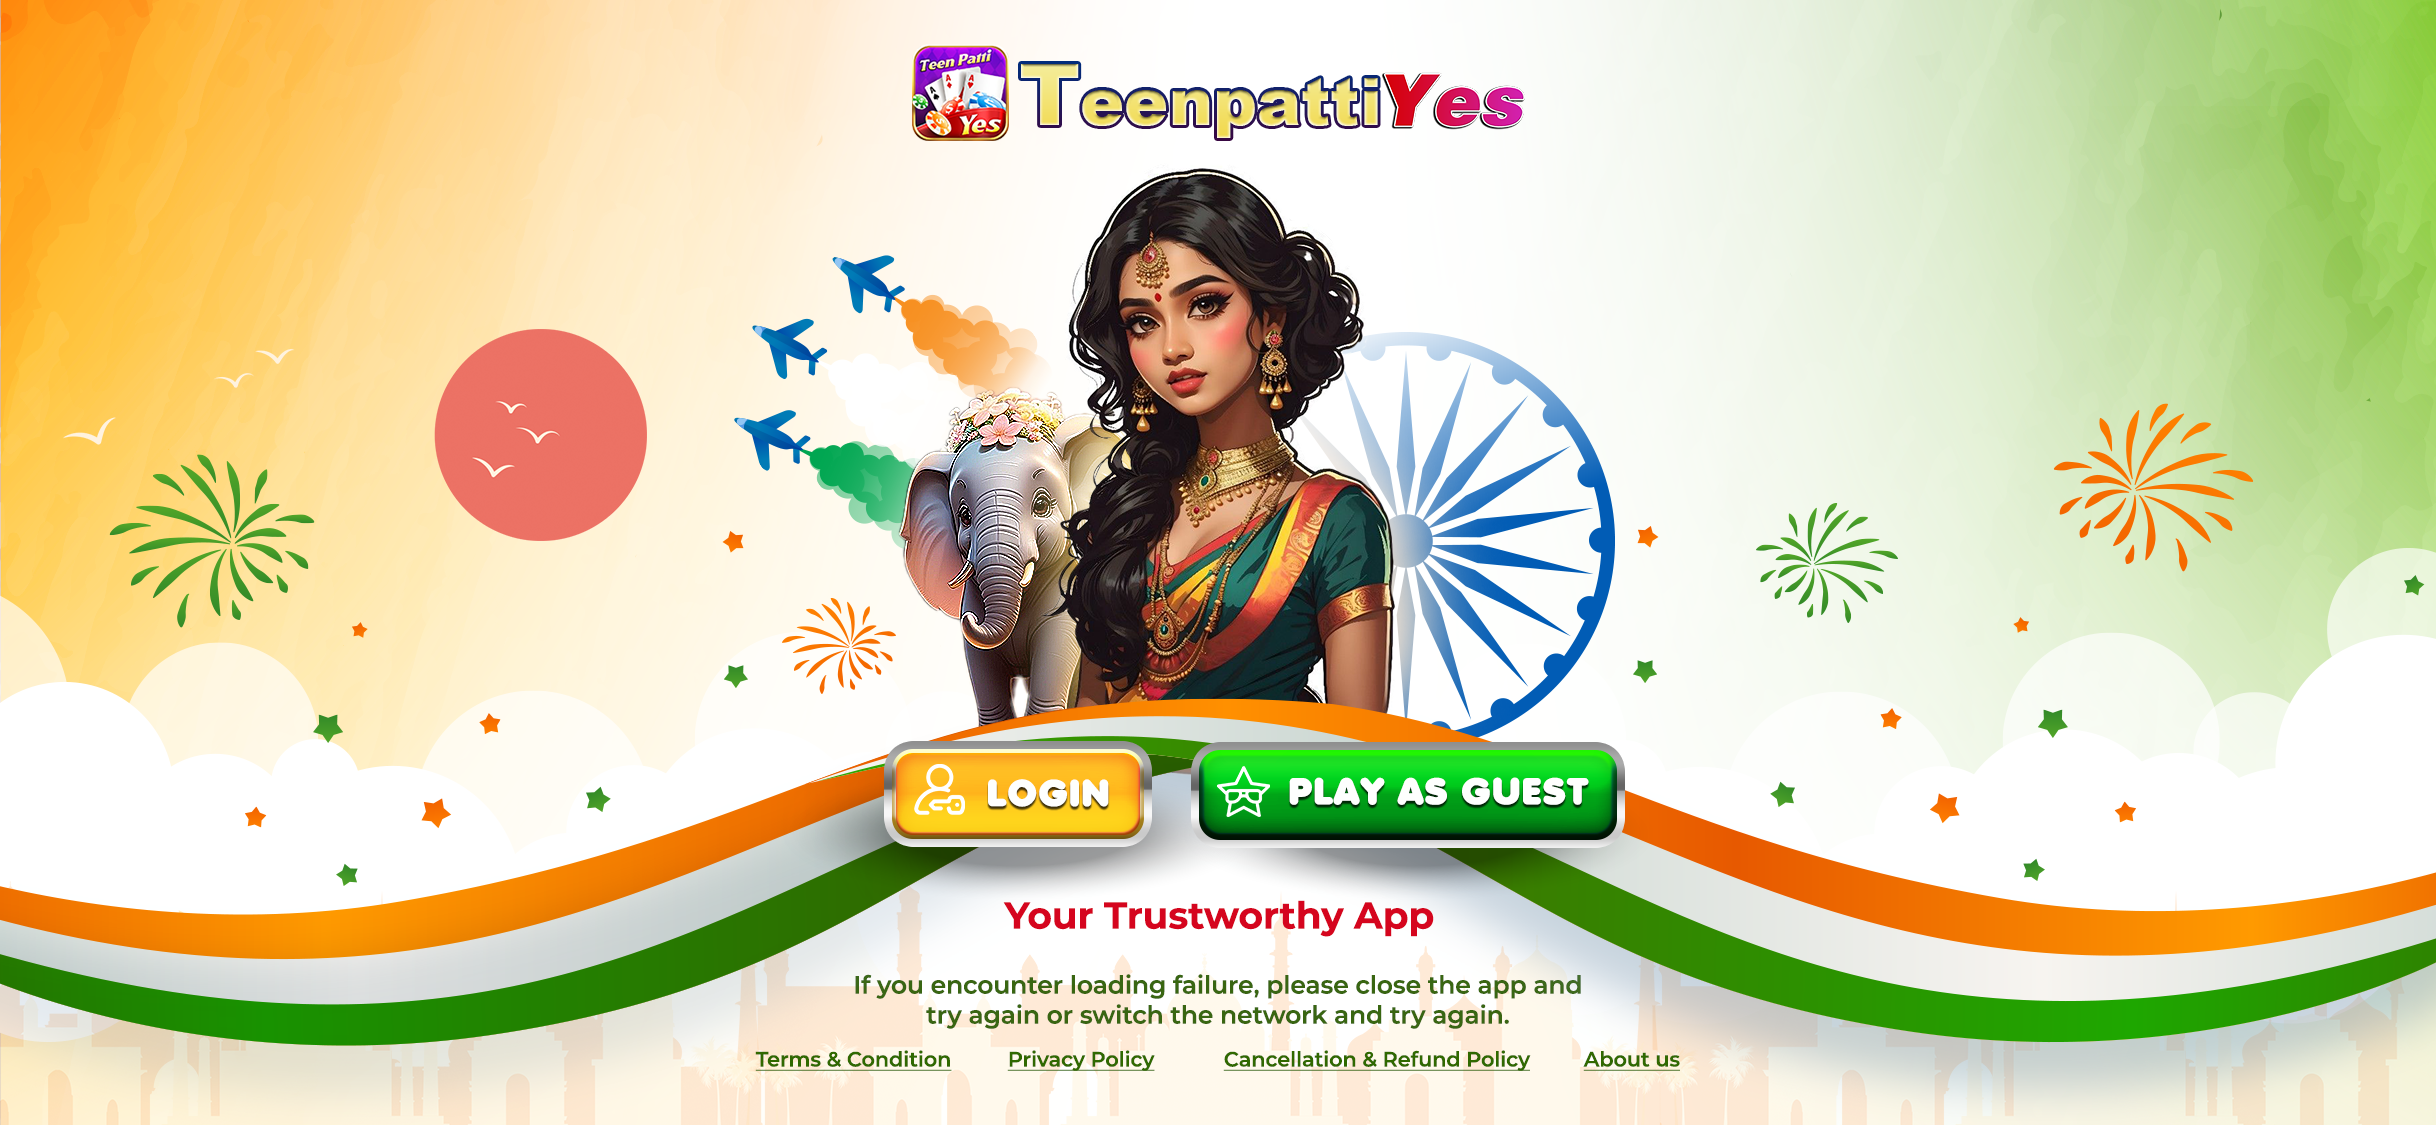 Teen Patti
Yes
TeenpattiYes
LOGIN
PLAY AS GUEST
Your Trustworthy App
If you encounter loading failure, please close the app and
try again or switch the network and try again.
Terms & Condition
Privacy Policy
Cancellation & Refund Policy
About us